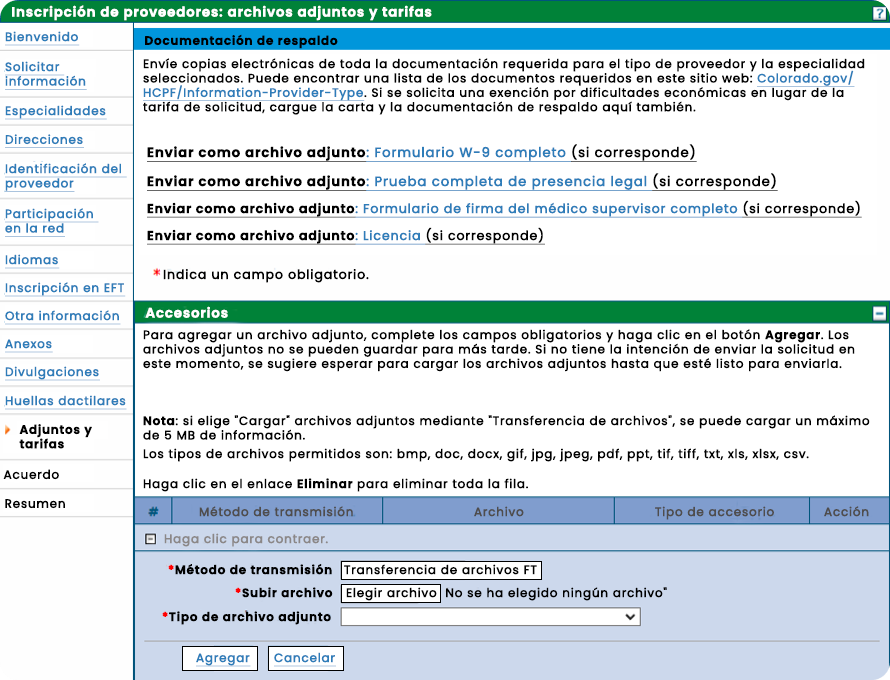 Inscripción de proveedores: archivos adjuntos y tarifas
?
Bienvenido
Solicitar
información
Especialidades
Direcciones
Identificación del
proveedor
Participación
en la red
Idiomas
Inscripción en EFT
Otra información
Anexos
Divulgaciones
Huellas dactilares
Adjuntos y
tarifas
Acuerdo
Resumen
Documentación de respaldo
Envíe copias electrónicas de toda la documentación requerida para el tipo de proveedor y la especialidad
seleccionados. Puede encontrar una lista de los documentos requeridos en este sitio web: Colorado.gov/
HCPF/Information-Provider-Type. Si se solicita una exención por dificultades económicas en lugar de la
tarifa de solicitud, cargue la carta y la documentación de respaldo aquí también.
Enviar como archivo adjunto: Formulario W-9 completo (si corresponde)
Enviar como archivo adjunto: Prueba completa de presencia legal (si corresponde)
Enviar como archivo adjunto: Formulario de firma del médico supervisor completo (si corresponde)
Enviar como archivo adjunto: Licencia (si corresponde)
*Indica un campo obligatorio.
Accesorios
Para agregar un archivo adjunto, complete los campos obligatorios y haga clic en el botón Agregar. Los
archivos adjuntos no se pueden guardar para más tarde. Si no tiene la intención de enviar la solicitud en
este momento, se sugiere esperar para cargar los archivos adjuntos hasta que esté listo para enviarla.
Nota: si elige "Cargar" archivos adjuntos mediante "Transferencia de archivos", se puede cargar un máximo
de 5 MB de información.
Los tipos de archivos permitidos son: bmp, doc, docx, gif, jpg, jpeg, pdf, ppt, tif, tiff, txt, xls, xlsx, csv.
Haga clic en el enlace Eliminar para eliminar toda la fila.
# Método de transmisión Archivo Tipo de accesorio Acción
Haga clic para contraer.
*Método de transmisión Transferencia de archivos FT
*Subir archivo Elegir archivo No se ha elegido ningún archivo"
*Tipo de archivo adjunto
Agregar Cancelar